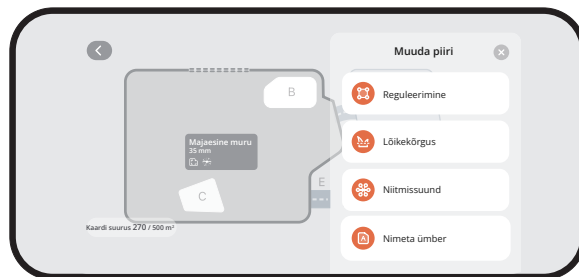 Muuda piiri
B
Reguleerimine
Majaesine muru
35 mm
Lõikekõrgus
E
C
Niitmissuund
Kaardi suurus 270 / 500 m²
A
Nimeta ümber